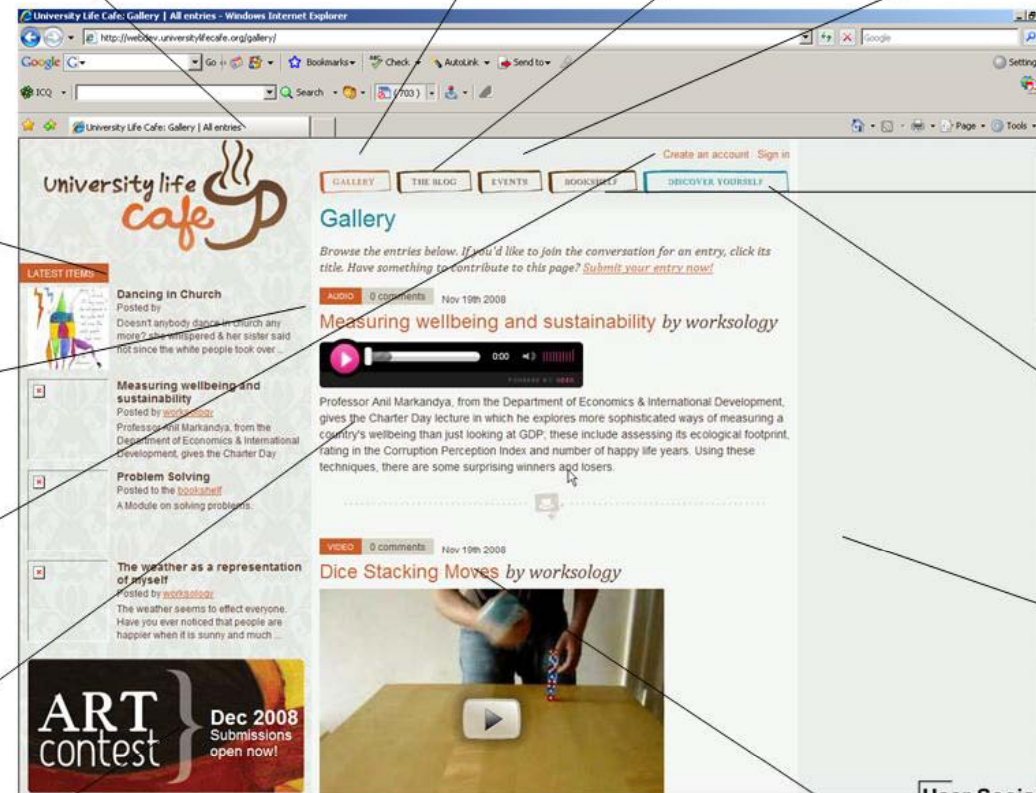 University Life Cafe: Gallery | All entries - Windows Internet Explorer
http://webdev.universitylifecafe.org/gallery/
Google
Google G Go Bookmarks Check AutoLink Send to
Setting
ICQ Search (703)
University Life Cafe: Gallery | All entries
Page Tools
Create an account Sign in
University life
cafe
GALLERY THE BLOG EVENTS BOOKSHELF DISCOVER YOURSELF
Gallery
Browse the entries below. If you'd like to join the conversation for an entry, click its
title. Have something to contribute to this page? Submit your entry now!
LATEST ITEMS
Dancing in Church
Posted by
Doesn't anybody dance in church any
more? she whispered & her sister said
not since the white people took over ...
Measuring wellbeing and
sustainability
Posted by worksology
Professor Anil Markandya, from the
Department of Economics & International
Development, gives the Charter Day
Problem Solving
Posted to the bookshelf
A Module on solving problems.
The weather as a representation
of myself
Posted by worksology
The weather seems to effect everyone.
Have you ever noticed that people are
happier when it is sunny and much ...
ART
contest
Dec 2008
Submissions
open now!
AUDIO 0 comments Nov 19th 2008
Measuring wellbeing and sustainability by worksology
0:00
POWERED BY
Professor Anil Markandya, from the Department of Economics & International Development,
gives the Charter Day lecture in which he explores more sophisticated ways of measuring a
country's wellbeing than just looking at GDP; these include assessing its ecological footprint,
rating in the Corruption Perception Index and number of happy life years. Using these
techniques, there are some surprising winners and losers.
VIDEO 0 comments Nov 19th 2008
Dice Stacking Moves by worksology